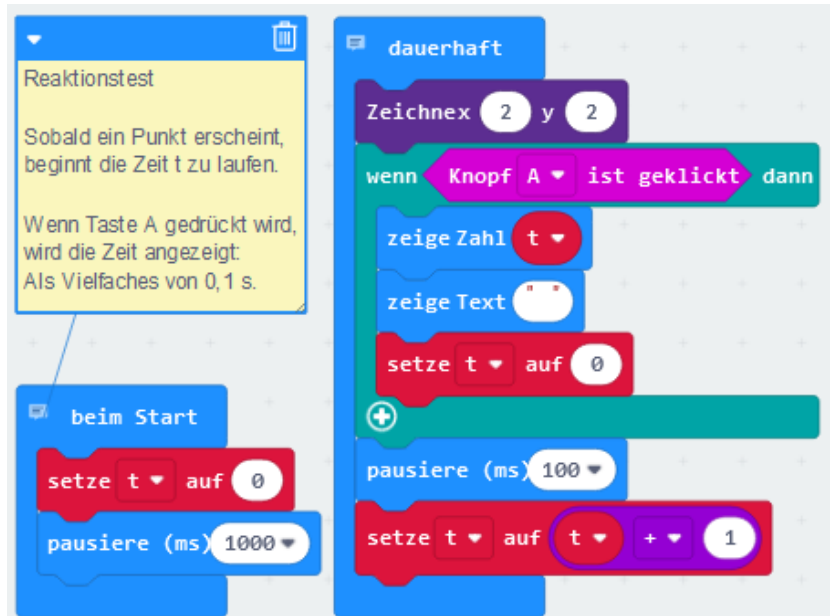 Reaktionstest
Sobald ein Punkt erscheint,
beginnt die Zeit t zu laufen.
Wenn Taste A gedrückt wird,
wird die Zeit angezeigt:
Als Vielfaches von 0,1 s.
beim Start
setze t auf 0
pausiere (ms) 1000
dauerhaft
Zeichnex 2 y 2
wenn Knopf A ist geklickt dann
zeige Zahl t
zeige Text " "
setze t auf 0
pausiere (ms) 100
setze t auf t + 1